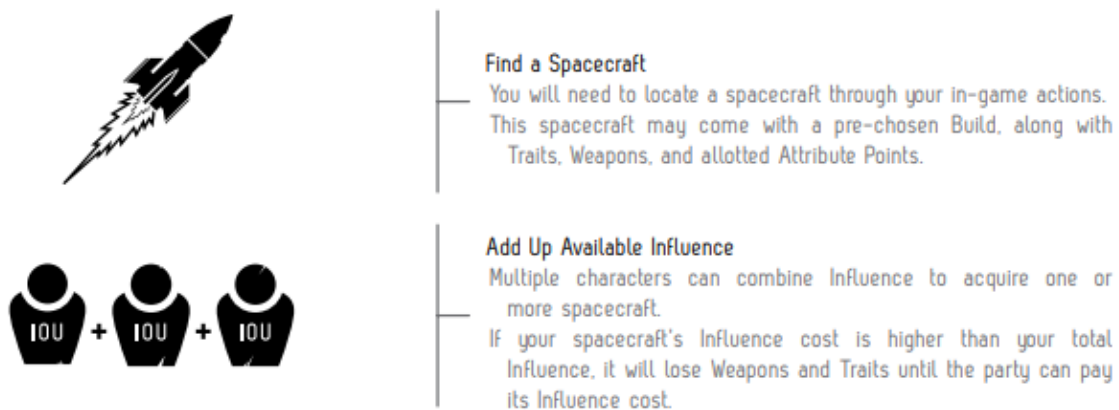 Find a Spacecraft
You will need to locate a spacecraft through your in-game actions.
This spacecraft may come with a pre-chosen Build, along with
Traits, Weapons, and allotted Attribute Points.
Add Up Available Influence
Multiple characters can combine Influence to acquire one or
more spacecraft.
IOU + IOU + IOU
If your spacecraft's Influence cost is higher than your total
Influence, it will lose Weapons and Traits until the party can pay
its Influence cost.